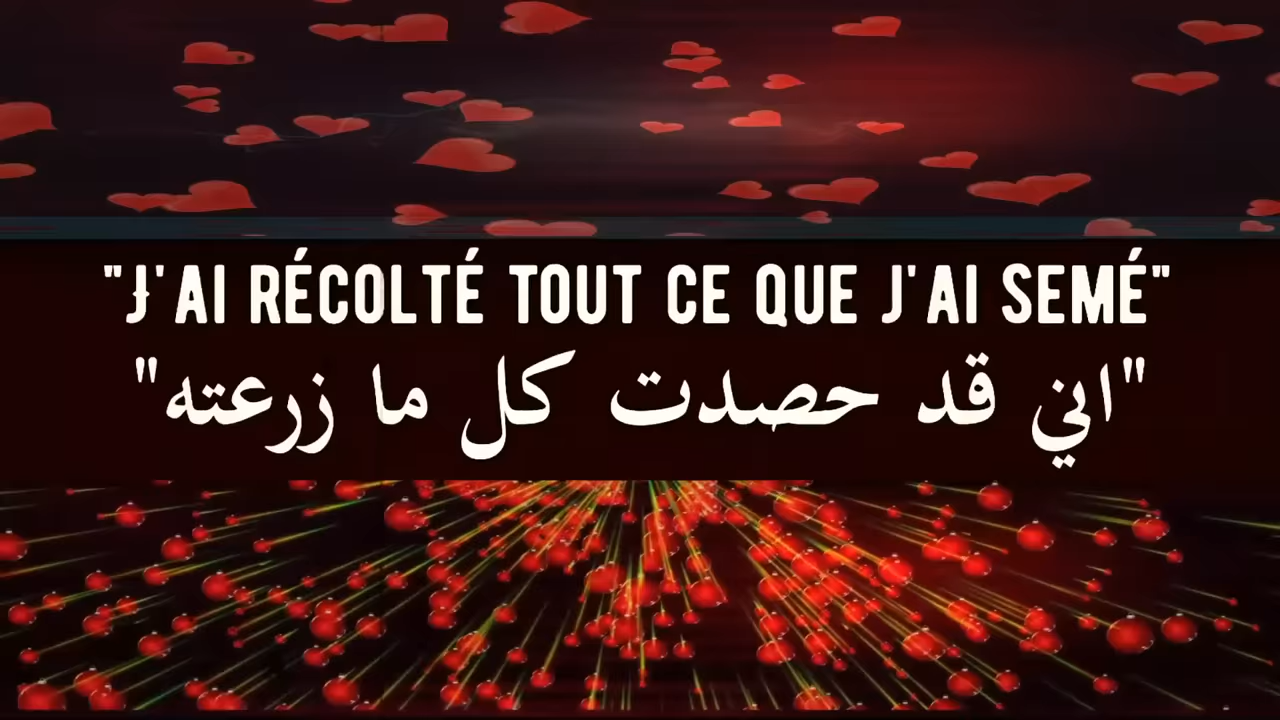 "J'AI RÉCOLTÉ TOUT CE QUE J'AI SEMÉ"
"اني قد حصدت كل ما زرعته"